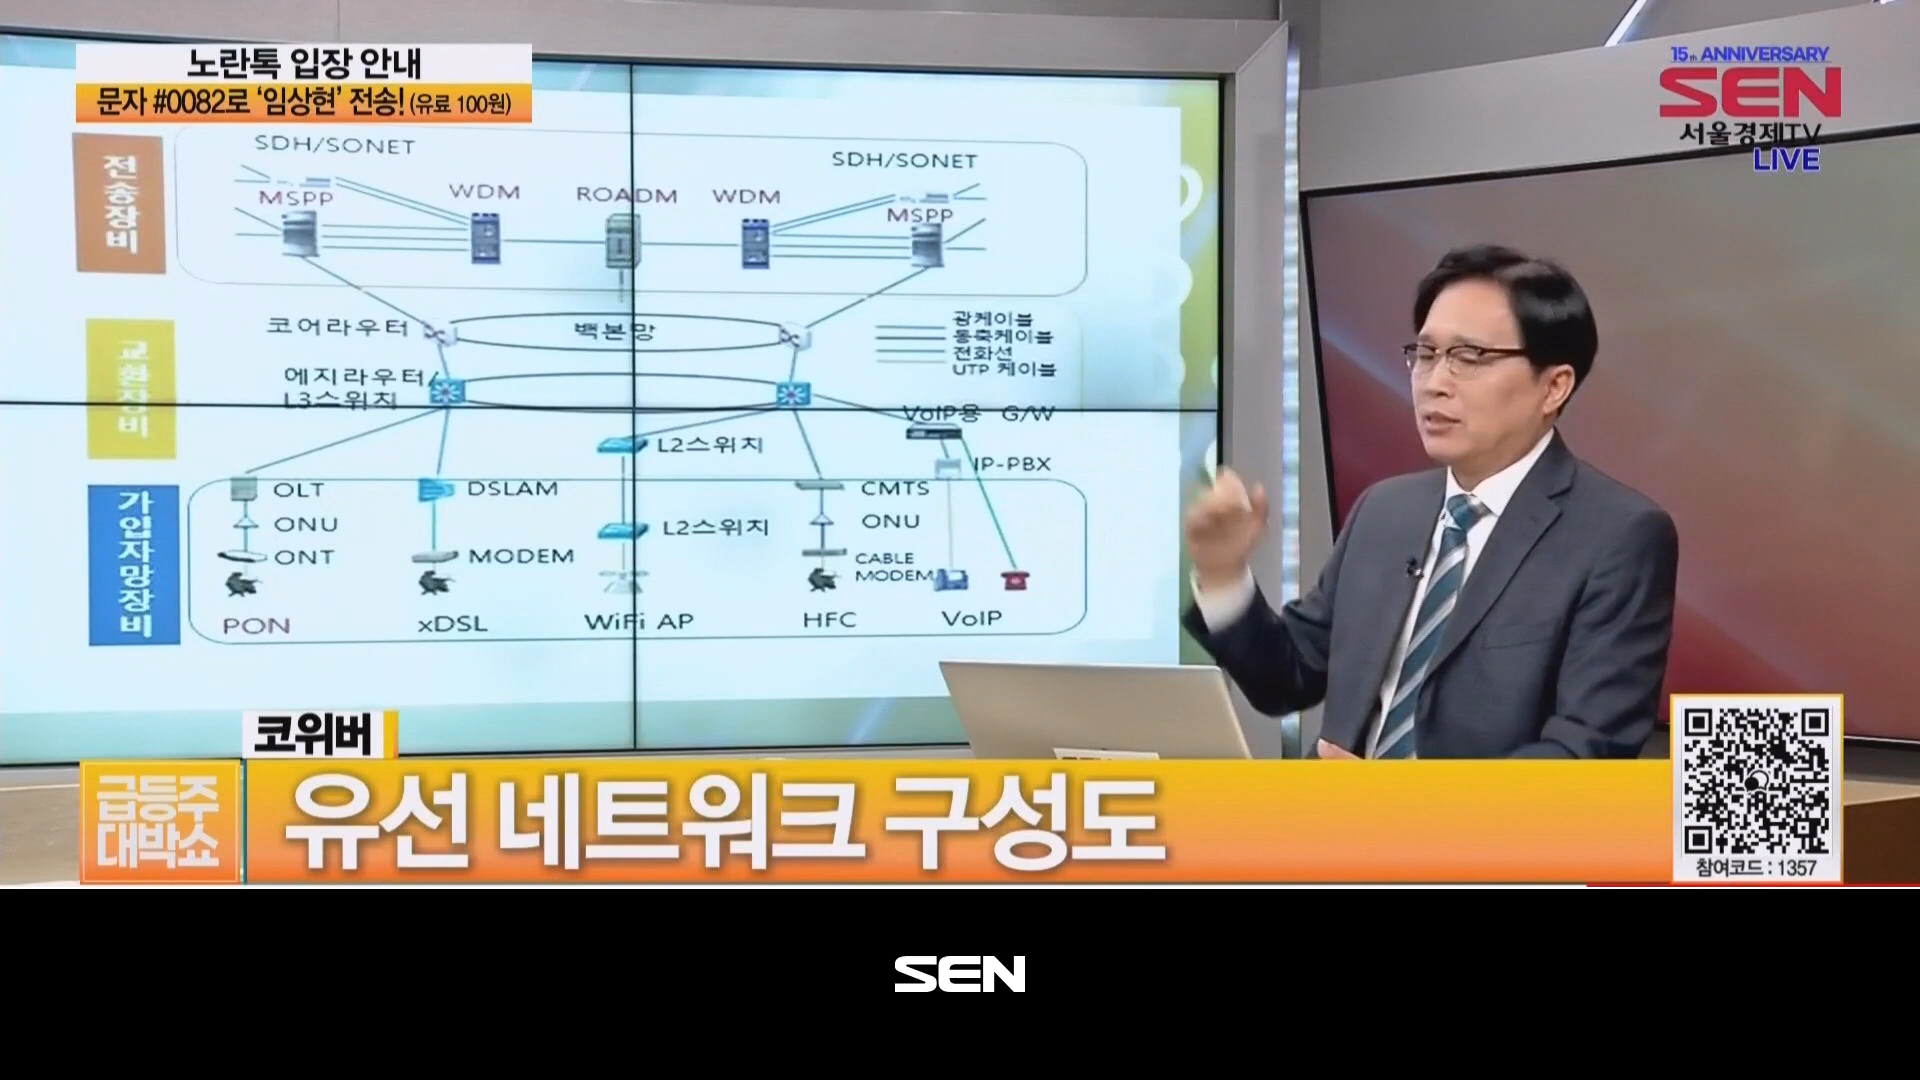 노란톡 입장 안내
문자 #0082로 ‘임상현’ 전송! (유료 100원)
15th ANNIVERSARY
SEN
서울경제TV
LIVE
전송장비
SDH/SONET
SDH/SONET
MSPP
WDM
ROADM
WDM
MSPP
교환장비
코어라우터
백본망
광케이블
동축케이블
전화선
UTP 케이블
에지라우터/
L3스위치
VoIP용 G/W
L2스위치
IP-PBX
가입자망장비
OLT
DSLAM
CMTS
ONU
L2스위치
ONU
ONT
MODEM
CABLE
MODEM
PON
xDSL
WiFi AP
HFC
VoIP
코위버
급등주
대박쇼
유선 네트워크 구성도
참여코드 : 1357
SEN